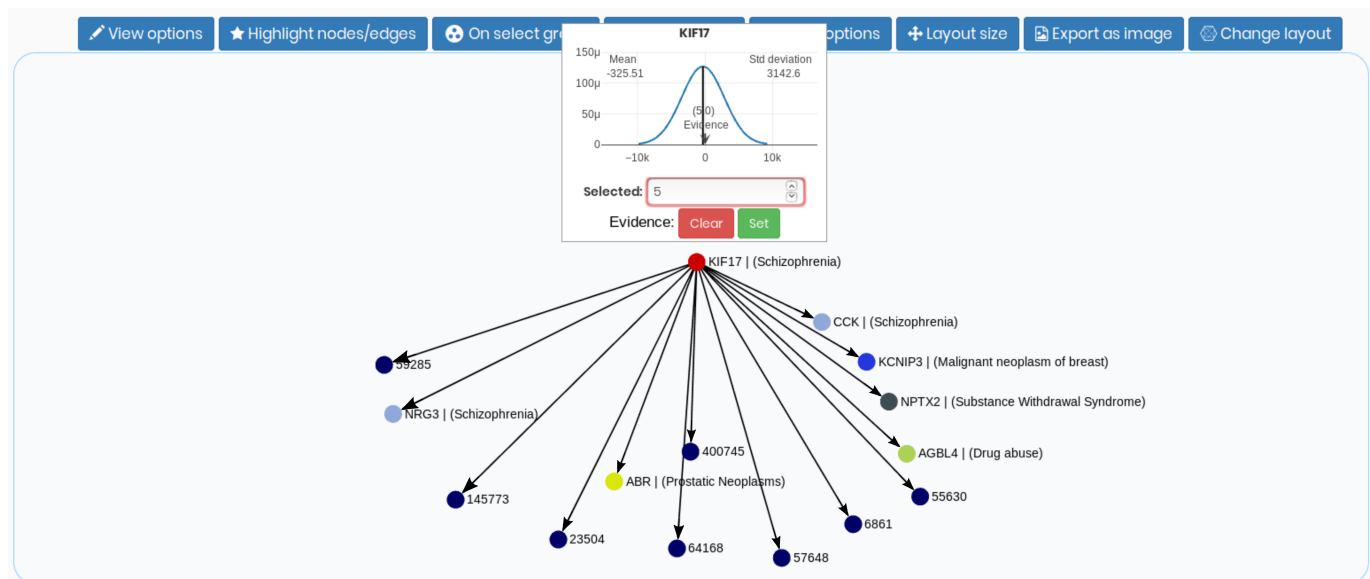 View options
Highlight nodes/edges
On select gr
options
Layout size
Export as image
Change layout
KIF17
Mean
-325.51
Std deviation
3142.6
150μ
100μ
50μ
0
(5,0)
Evidence
−10k
0
10k
Selected: 5
Evidence: Clear Set
KIF17 | (Schizophrenia)
CCK | (Schizophrenia)
KCNIP3 | (Malignant neoplasm of breast)
59285
NPTX2 | (Substance Withdrawal Syndrome)
NRG3 | (Schizophrenia)
400745
AGBL4 | (Drug abuse)
ABR | (Prostatic Neoplasms)
145773
55630
6861
23504
64168
57648